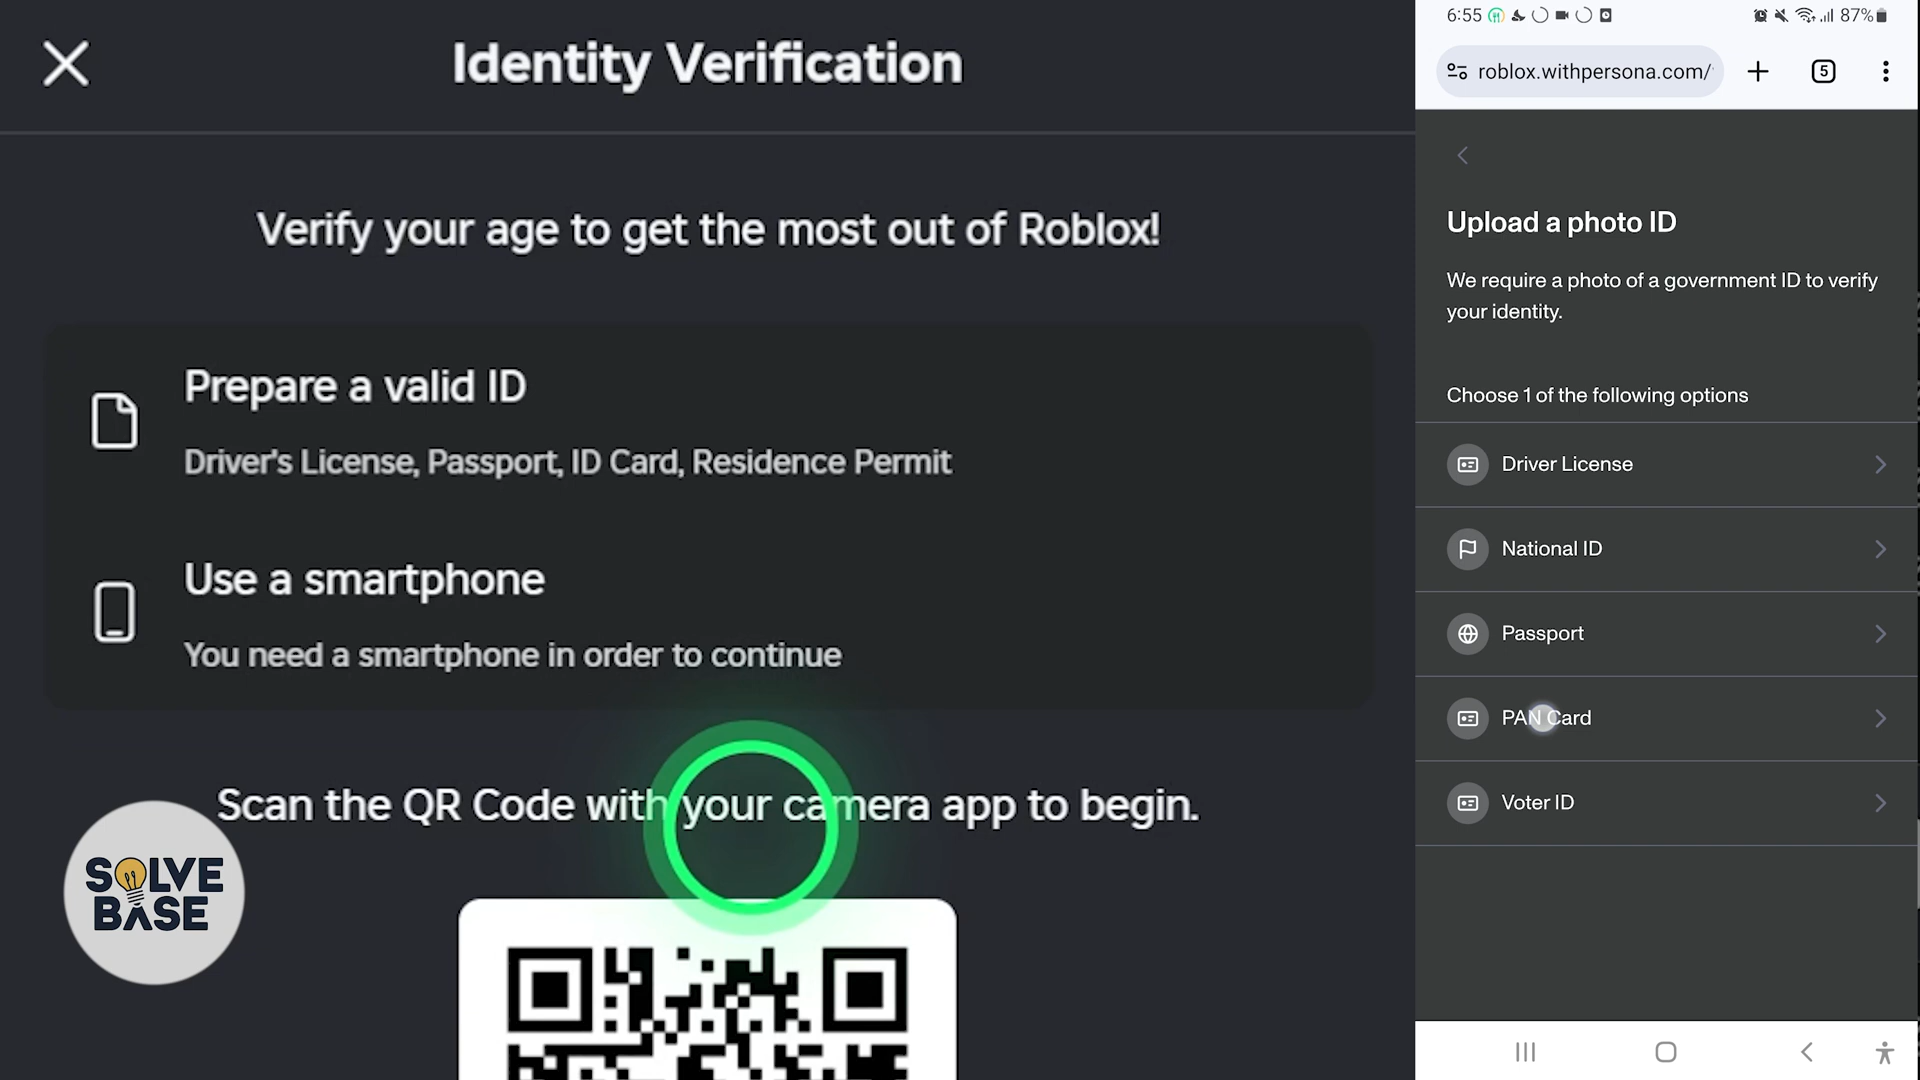 Identity Verification
Verify your age to get the most out of Roblox!
Prepare a valid ID
Driver's License, Passport, ID Card, Residence Permit
Use a smartphone
You need a smartphone in order to continue
Scan the QR Code with your camera app to begin.
SOLVE
BASE
6:55
87%
roblox.withpersona.com/
5
Upload a photo ID
We require a photo of a government ID to verify
your identity.
Choose 1 of the following options
Driver License
National ID
Passport
PAN Card
Voter ID